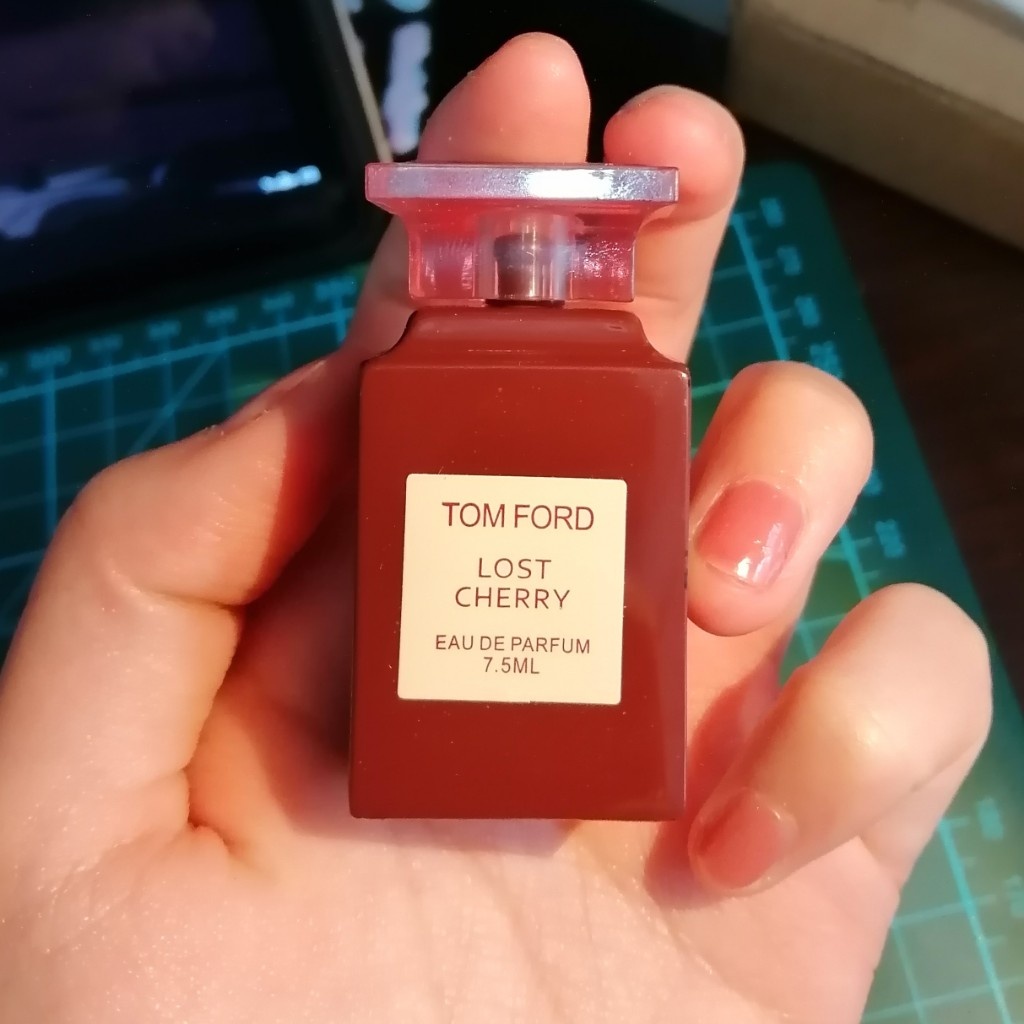 TOM FORD
LOST
CHERRY
EAU DE PARFUM
7.5ML